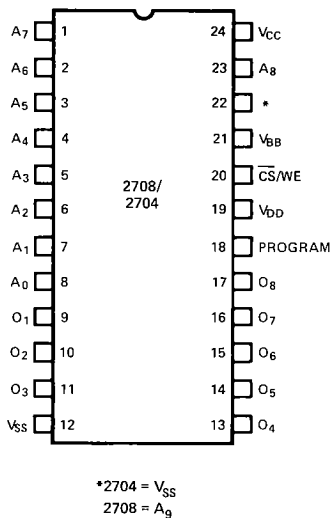 A7 1 24 VCC
A6 2 23 A8
A5 3 22 *
A4 4 21 VBB
A3 5 20 C̅S̅/WE
2708/
2704
A2 6 19 VDD
A1 7 18 PROGRAM
A0 8 17 O8
O1 9 16 O7
O2 10 15 O6
O3 11 14 O5
VSS 12 13 O4
*2704 = VSS
2708 = A9